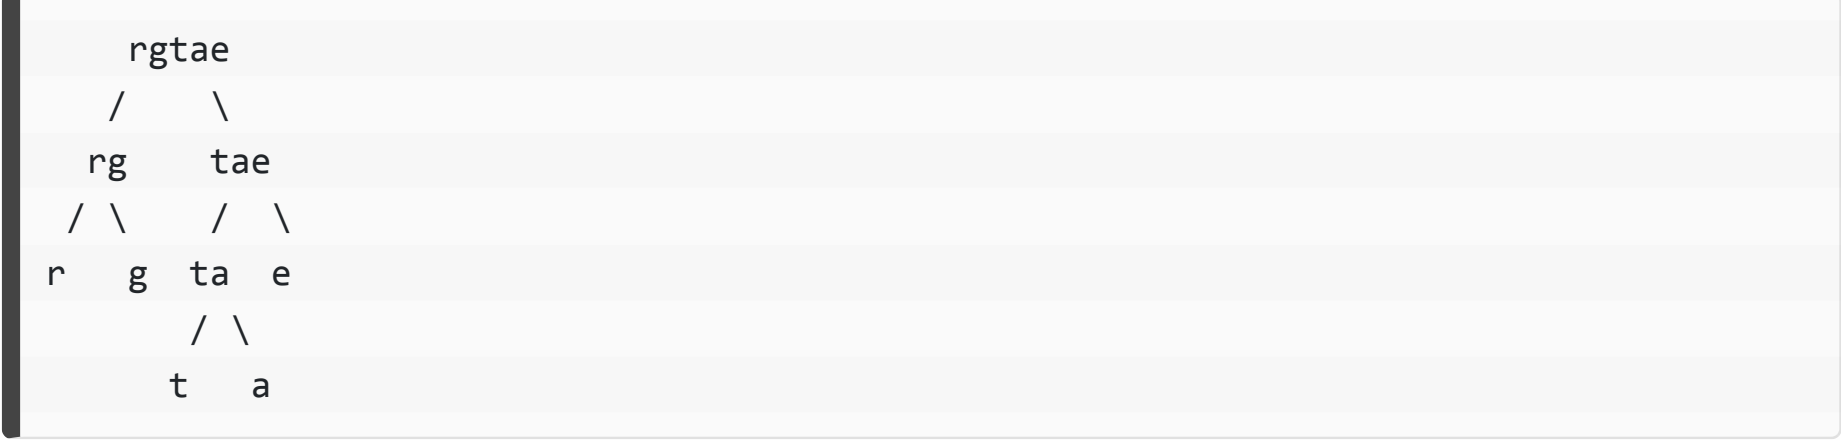 rgtae
   /    \
  rg    tae
 / \    /  \
r   g  ta  e
       / \
      t   a